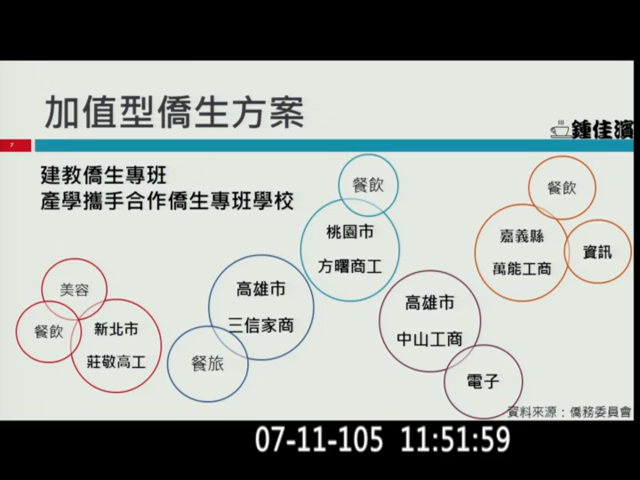 加值型僑生方案
鍾佳濱
7
建教僑生專班
產學攜手合作僑生專班學校
餐飲
桃園市
方曙商工
餐飲
嘉義縣
萬能工商
資訊
美容
餐飲
新北市
莊敬高工
高雄市
三信家商
餐旅
高雄市
中山工商
電子
資料來源：僑務委員會
07-11-105 11:51:59